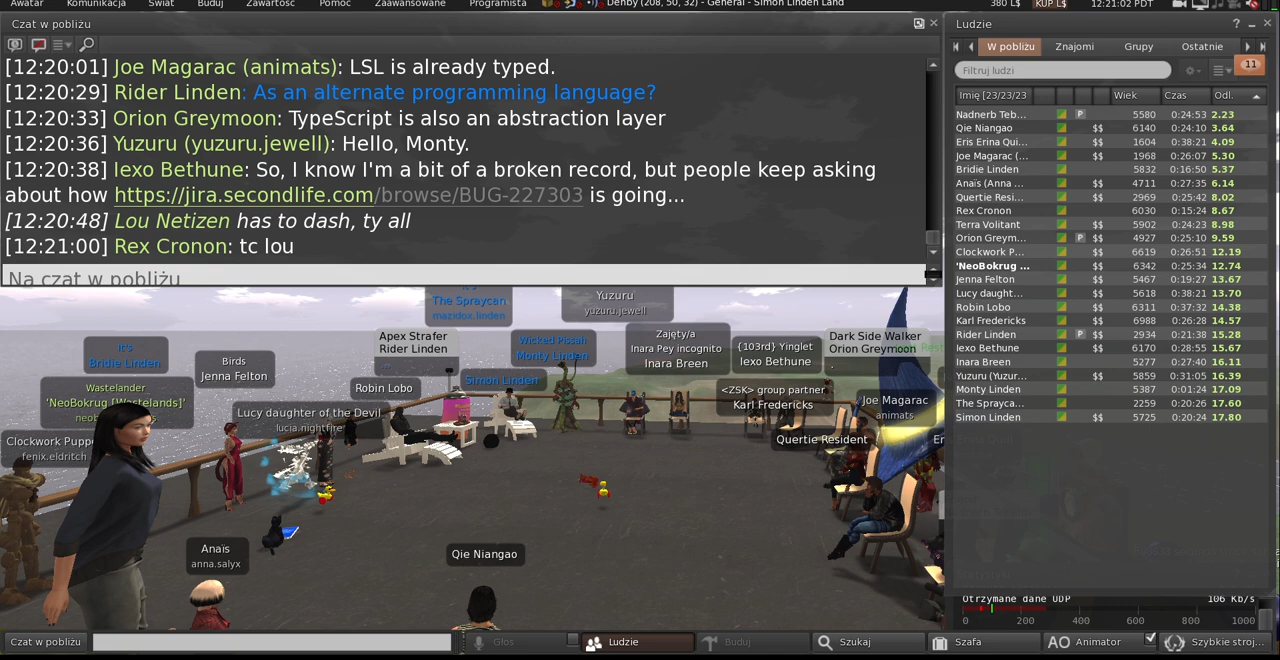 Awatar Komunikacja Świat Buduj Zawartość Pomoc Zaawansowane Programista Denby (208, 50, 32) - General - Simon Linden Land 380 L$ KUP L$ 12:21:02 PDT
Czat w pobliżu
[12:20:01] Joe Magarac (animats): LSL is already typed.
[12:20:29] Rider Linden: As an alternate programming language?
[12:20:33] Orion Greymoon: TypeScript is also an abstraction layer
[12:20:36] Yuzuru (yuzuru.jewell): Hello, Monty.
[12:20:38] Iexo Bethune: So, I know I'm a bit of a broken record, but people keep asking
about how https://jira.secondlife.com/browse/BUG-227303 is going...
[12:20:48] Lou Netizen has to dash, ty all
[12:21:00] Rex Cronon: tc lou
Na czat w pobliżu
It's
The Spraycan
mazidox.linden
Yuzuru
yuzuru.jewell
It's
Bridie Linden
Birds
Jenna Felton
Apex Strafer
Rider Linden
Wicked Pissah
Monty Linden
Zajęty/a
Inara Pey incognito
Inara Breen
{103rd} Yinglet
Iexo Bethune
Dark Side Walker
Orion Greymoon
Wastelander
'NeoBokrug [Wastelands]'
Robin Lobo
Simon Linden
<ZSK> group partner
Karl Fredericks
Joe Magarac
animats
Lucy daughter of the Devil
lucia.nightfire
Clockwork Puppe
fenix.eldritch
Quertie Resident
Er
Anaïs
anna.salyx
Qie Niangao
Ludzie
W pobliżu Znajomi Grupy Ostatnie
Filtruj ludzi 11
Imię [23/23/23 Wiek Czas Odl.
Nadnerb Teb... P 5580 0:24:53 2.23
Qie Niangao $$ 6140 0:24:10 3.64
Eris Erina Qui... $$ 1604 0:38:21 4.09
Joe Magarac (... $$ 1968 0:26:07 5.30
Bridie Linden 5832 0:16:50 5.37
Anaïs (Anna ... $$ 4711 0:27:35 6.14
Quertie Resi... $$ 2969 0:25:42 8.02
Rex Cronon 6030 0:15:24 8.67
Terra Volitant $$ 5902 0:24:23 8.98
Orion Greym... P $$ 4927 0:25:10 9.59
Clockwork P... $$ 6619 0:26:51 12.19
'NeoBokrug ... $$ 6342 0:25:34 12.74
Jenna Felton $$ 5467 0:19:27 13.67
Lucy daught... $$ 5618 0:38:21 13.70
Robin Lobo $$ 6311 0:37:32 14.38
Karl Fredericks $$ 6988 0:26:28 14.57
Rider Linden P $$ 2934 0:21:38 15.28
Iexo Bethune $$ 6170 0:28:55 15.67
Inara Breen 5277 0:27:40 16.11
Yuzuru (Yuzur... $$ 5859 0:31:05 16.39
Monty Linden 5387 0:01:24 17.09
The Sprayca... 2259 0:20:26 17.60
Simon Linden $$ 5725 0:20:24 17.80
Otrzymane dane UDP 106 Kb/s
0 200 400 600 800 1000
Czat w pobliżu Głos Ludzie Buduj Szukaj Szafa AO Animator Szybkie stroj...